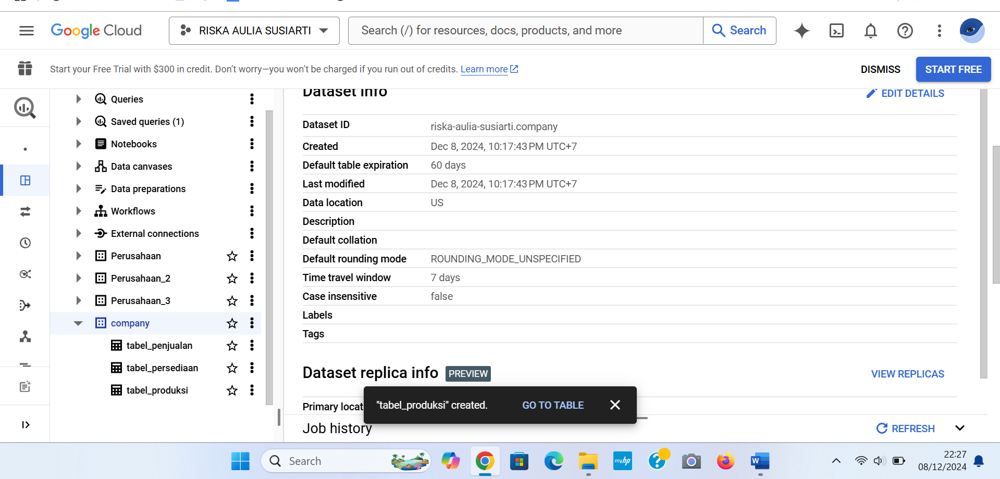 Google Cloud
RISKA AULIA SUSIARTI
Search (/) for resources, docs, products, and more
Search
Start your Free Trial with $300 in credit. Don't worry—you won't be charged if you run out of credits. Learn more
DISMISS
START FREE
Queries
Saved queries (1)
Notebooks
Data canvases
Data preparations
Workflows
External connections
Perusahaan
Perusahaan_2
Perusahaan_3
company
tabel_penjualan
tabel_persediaan
tabel_produksi
Dataset info
EDIT DETAILS
Dataset ID riska-aulia-susiarti.company
Created Dec 8, 2024, 10:17:43 PM UTC+7
Default table expiration 60 days
Last modified Dec 8, 2024, 10:17:43 PM UTC+7
Data location US
Description
Default collation
Default rounding mode ROUNDING_MODE_UNSPECIFIED
Time travel window 7 days
Case insensitive false
Labels
Tags
Dataset replica info PREVIEW
VIEW REPLICAS
Primary locat
"tabel_produksi" created. GO TO TABLE
Job history
REFRESH
Search
myhp
W
22:27
08/12/2024